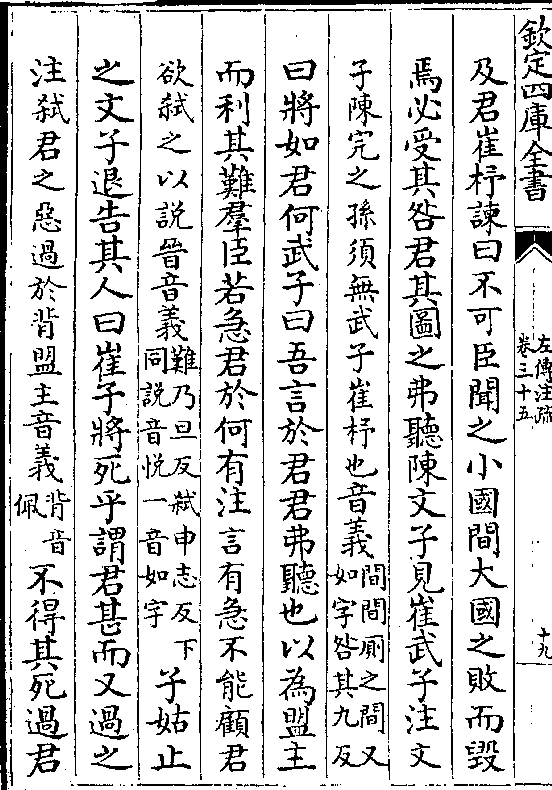 欽定四庫全書
左傳注疏
卷三十五
十九
及君崔杼諫曰不可臣聞之小國間大國之敗而毀
焉必受其咎君其圖之弗聽陳文子見崔武子注文
子陳完之孫須無武子崔杼也音義間間厠之間又
如字咎其九反
曰將如君何武子曰吾言於君君弗聽也以為盟主
而利其難羣臣若急君於何有注言有急不能顧君
欲弑之以説晉音義難乃旦反弑申志反下
同説音悦一音如字
子姑止
之文子退告其人曰崔子將死乎謂君甚而又過之
注弑君之惡過於背盟主音義背音
佩
不得其死過君